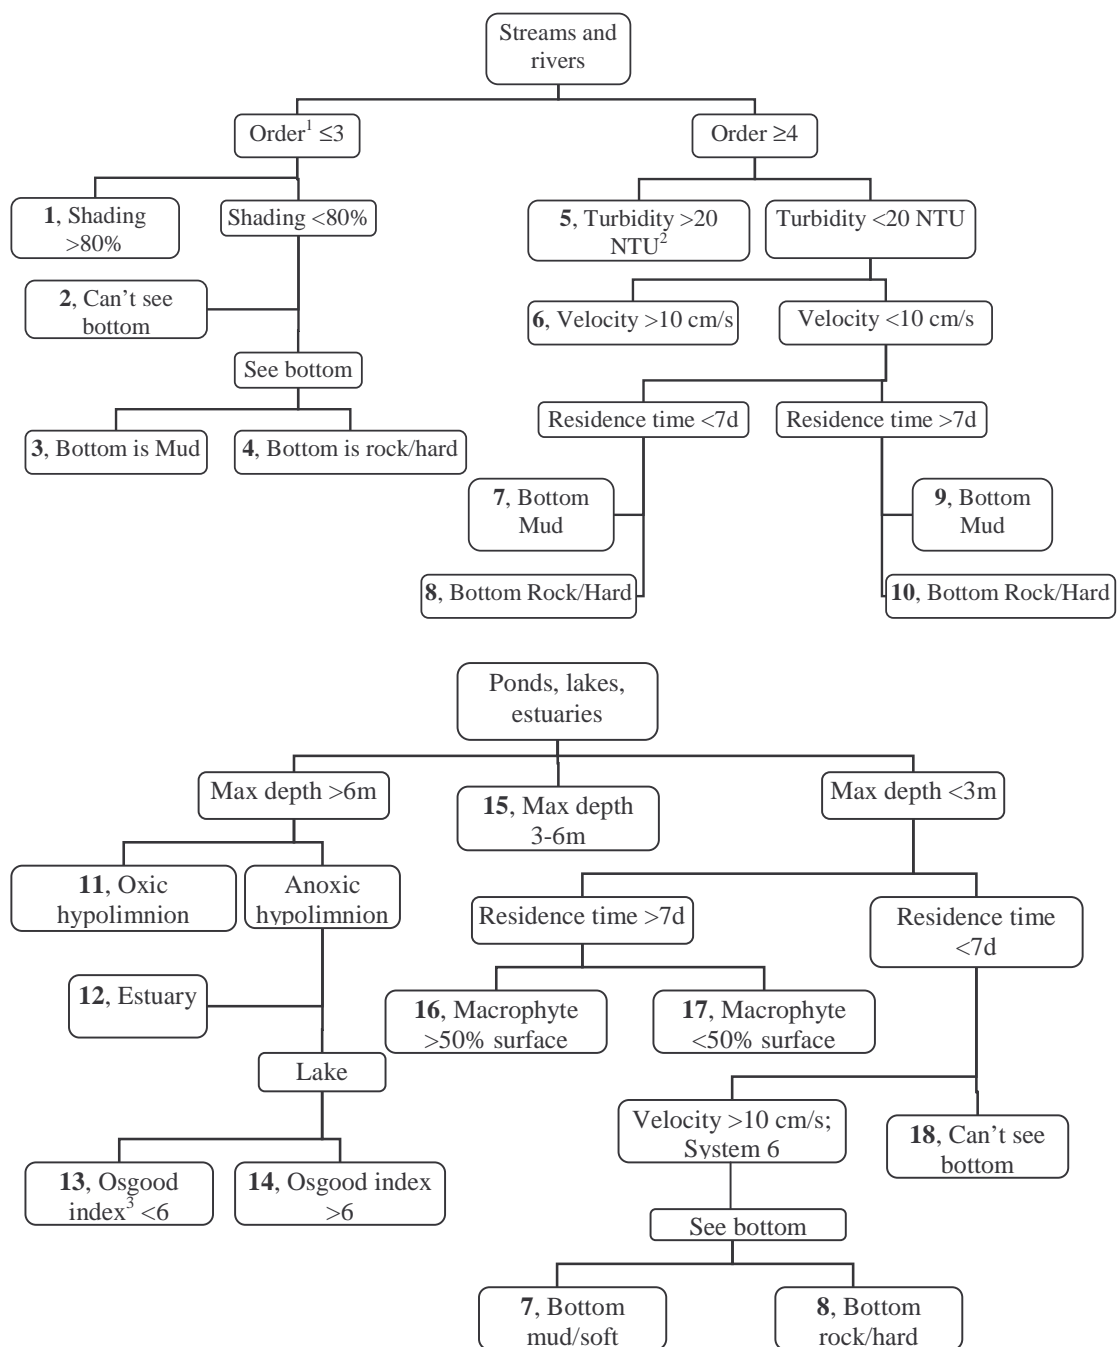 Streams and
rivers
Order1 ≤3
Order ≥4
1, Shading
>80%
Shading <80%
5, Turbidity >20
NTU2
Turbidity <20 NTU
2, Can’t see
bottom
6, Velocity >10 cm/s
Velocity <10 cm/s
See bottom
Residence time <7d
Residence time >7d
3, Bottom is Mud
4, Bottom is rock/hard
7, Bottom
Mud
9, Bottom
Mud
8, Bottom Rock/Hard
10, Bottom Rock/Hard
Ponds, lakes,
estuaries
Max depth >6m
15, Max depth
3-6m
Max depth <3m
11, Oxic
hypolimnion
Anoxic
hypolimnion
Residence time >7d
Residence time
<7d
12, Estuary
16, Macrophyte
>50% surface
17, Macrophyte
<50% surface
Lake
Velocity >10 cm/s;
System 6
18, Can’t see
bottom
13, Osgood
index3 <6
14, Osgood index
>6
See bottom
7, Bottom
mud/soft
8, Bottom
rock/hard